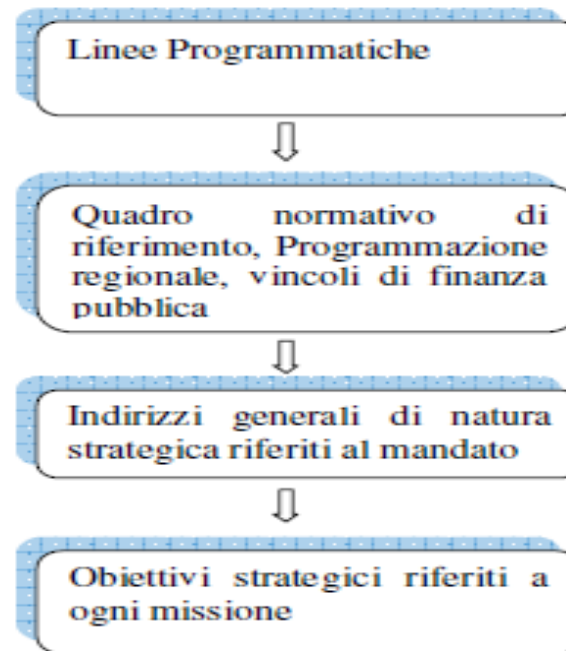 Linee Programmatiche
Quadro normativo di
riferimento, Programmazione
regionale, vincoli di finanza
pubblica
Indirizzi generali di natura
strategica riferiti al mandato
Obiettivi strategici riferiti a
ogni missione